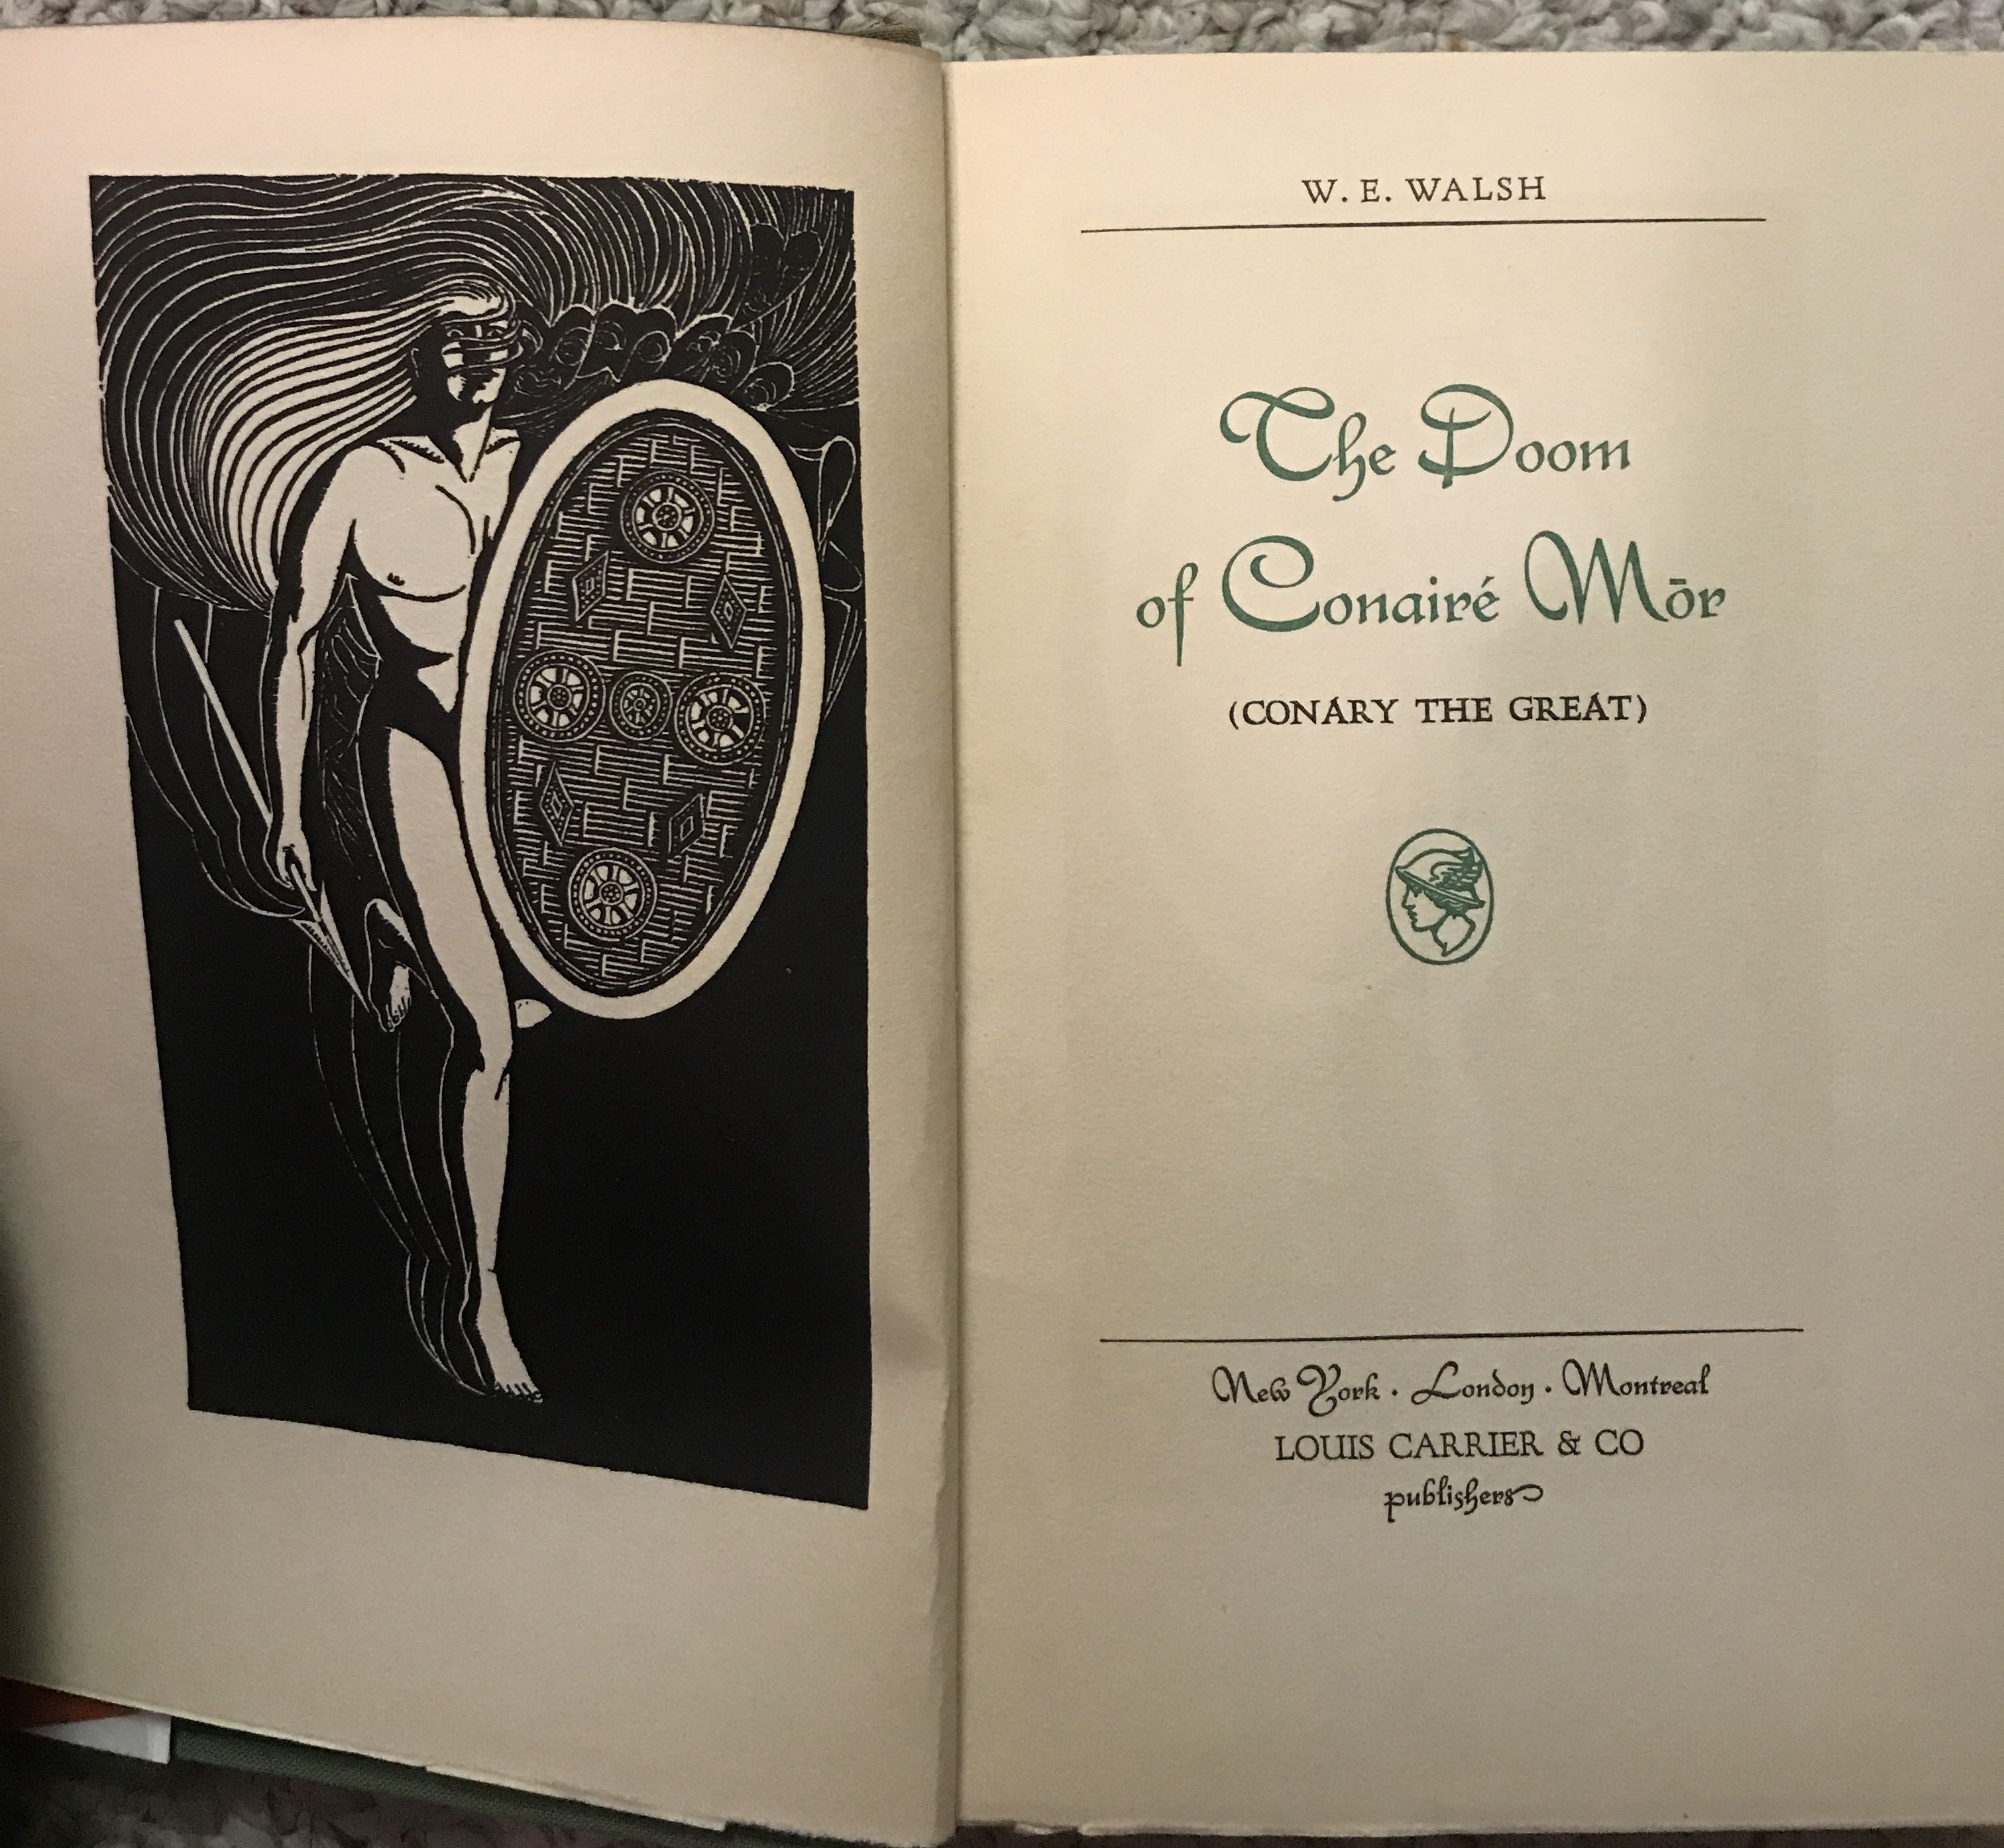 W. E. WALSH
The Doom
of Conairé Mōr
(CONARY THE GREAT)
New York · London · Montreal
LOUIS CARRIER & CO
publishers